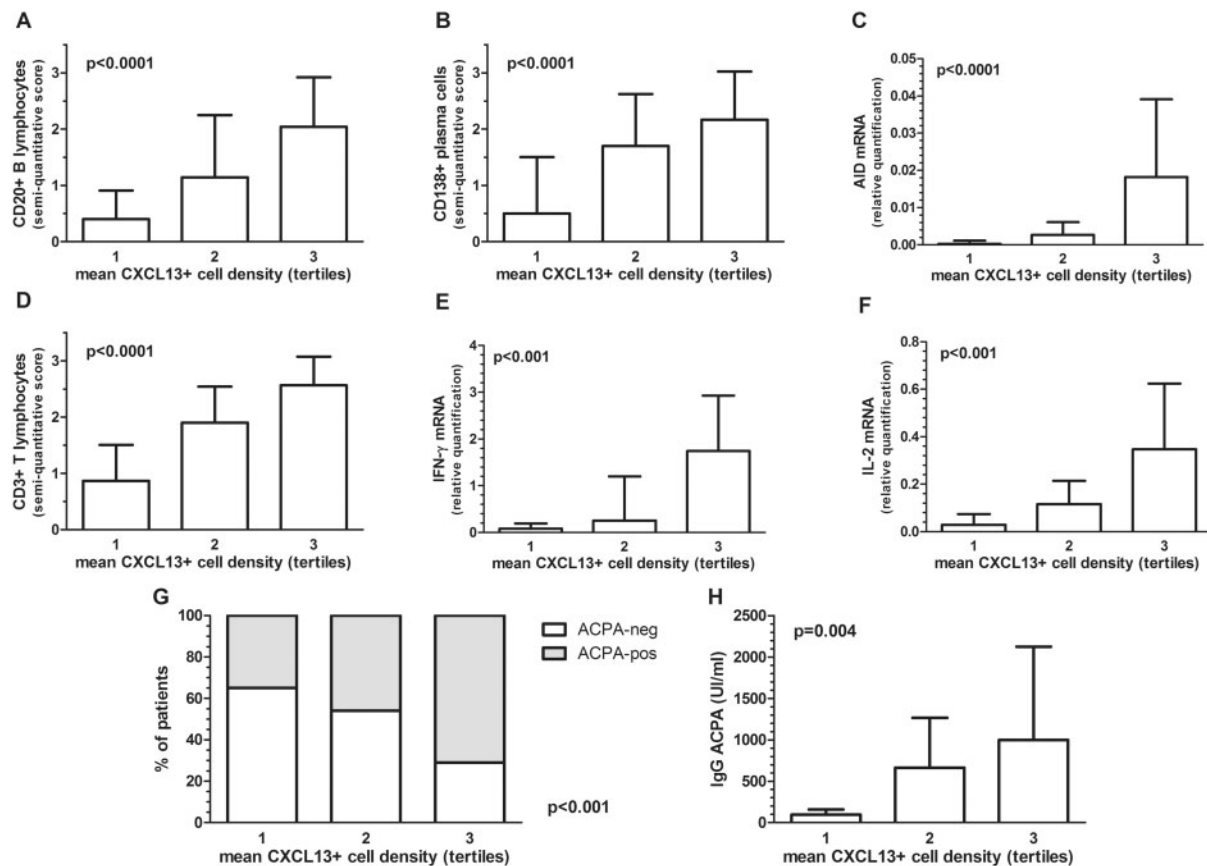 A
p<0.0001
CD20+ B lymphocytes
(semi-quantitative score)
3
2
1
0
1 2 3
mean CXCL13+ cell density (tertiles)
B
p<0.0001
CD138+ plasma cells
(semi-quantitative score)
3
2
1
0
1 2 3
mean CXCL13+ cell density (tertiles)
C
p<0.0001
AID mRNA
(relative quantification)
0.05
0.04
0.03
0.02
0.01
0.00
1 2 3
mean CXCL13+ cell density (tertiles)
D
p<0.0001
CD3+ T lymphocytes
(semi-quantitative score)
3
2
1
0
1 2 3
mean CXCL13+ cell density (tertiles)
E
p<0.001
IFN-γ mRNA
(relative quantification)
4
3
2
1
0
1 2 3
mean CXCL13+ cell density (tertiles)
F
p<0.001
IL-2 mRNA
(relative quantification)
0.8
0.6
0.4
0.2
0.0
1 2 3
mean CXCL13+ cell density (tertiles)
G
% of patients
100
80
60
40
20
0
1 2 3
mean CXCL13+ cell density (tertiles)
ACPA-neg
ACPA-pos
p<0.001
H
p=0.004
IgG ACPA (UI/ml)
2500
2000
1500
1000
500
0
1 2 3
mean CXCL13+ cell density (tertiles)